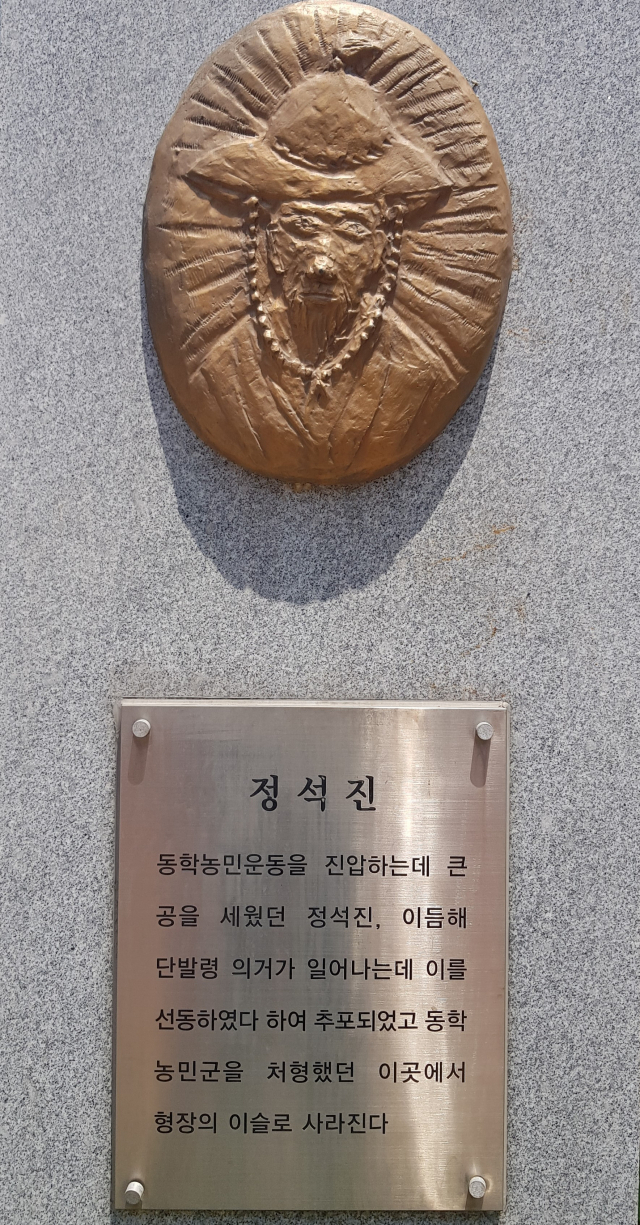 정석진
동학농민운동을 진압하는데 큰
공을 세웠던 정석진, 이듬해
단발령 의거가 일어나는데 이를
선동하였다 하여 추포되었고 동학
농민군을 처형했던 이곳에서
형장의 이슬로 사라진다